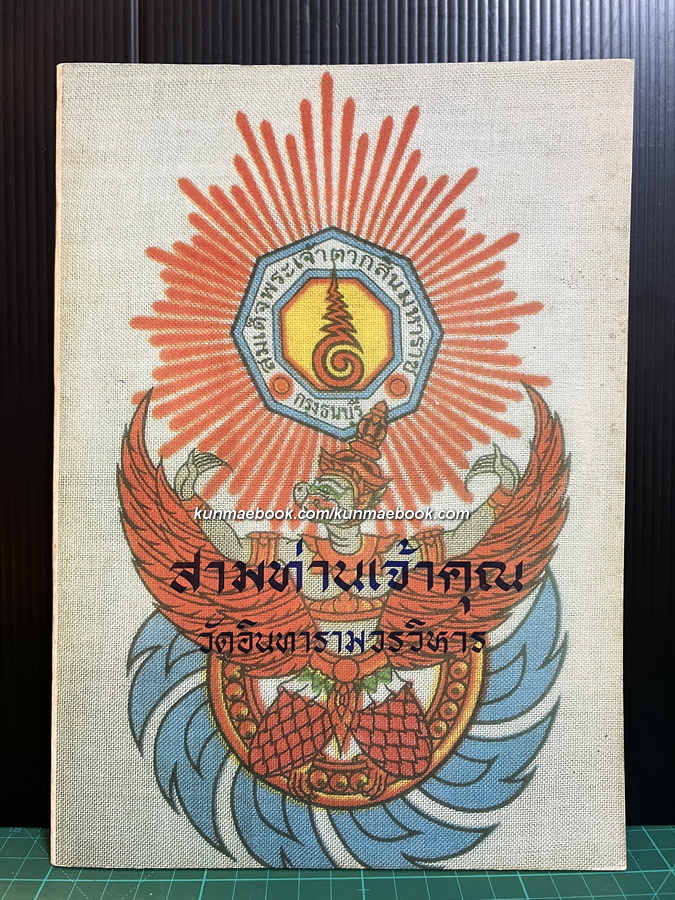 สมเด็จพระเจ้าตากสินมหาราช
กรุงธนบุรี
kunmaebook.com/kunmaebook.com
สามท่านเจ้าคุณ
วัดอินทารามวรวิหาร